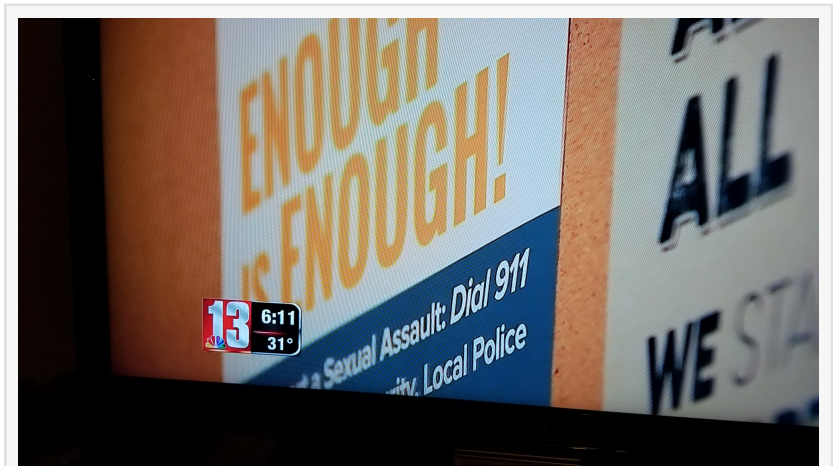 ENOUGH
IS ENOUGH!
a Sexual Assault: Dial 911
Local Police
13
6:11
31°
ALL
WE